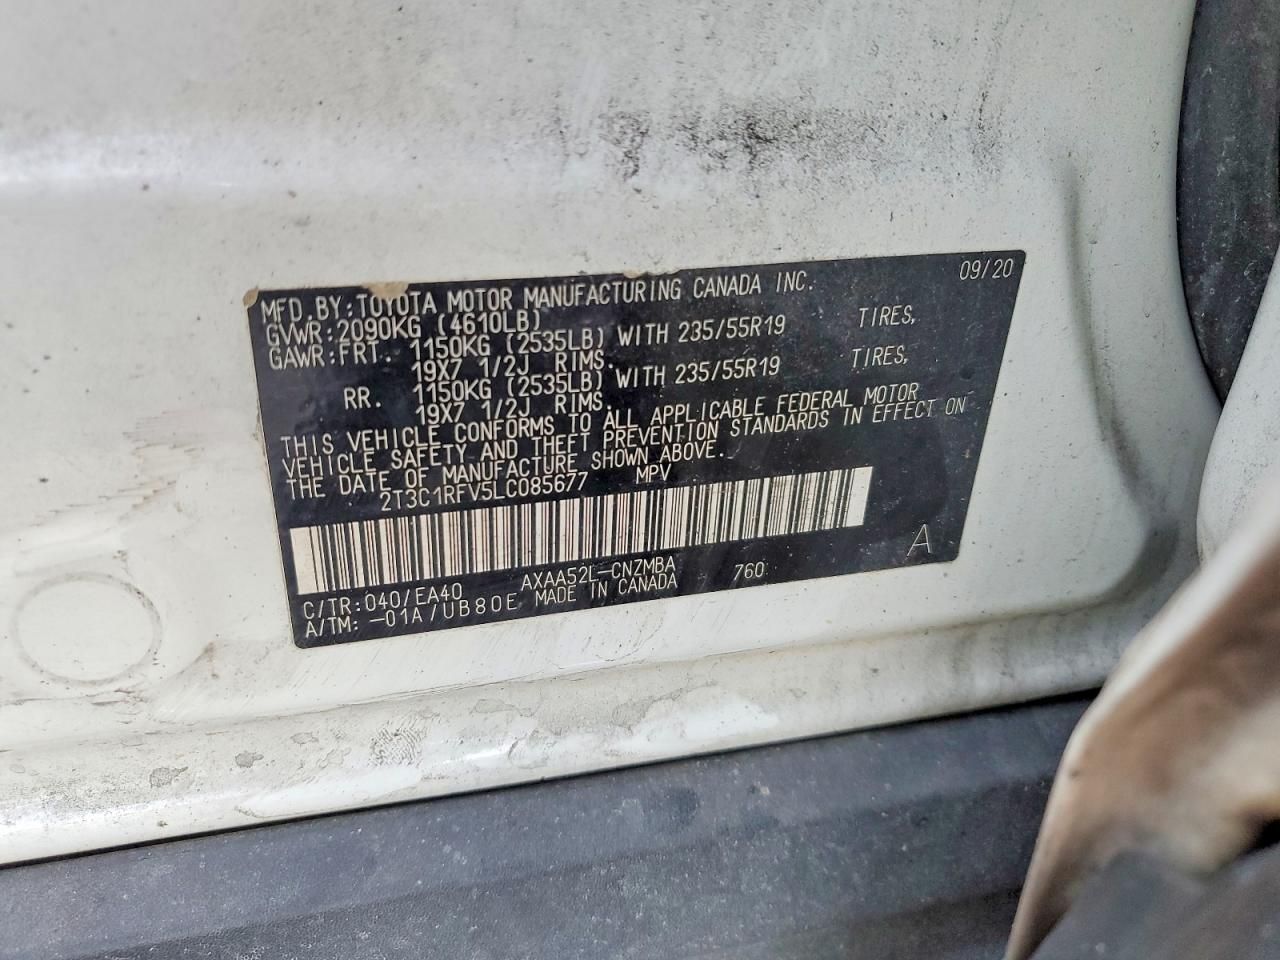 09/20
MFD.BY:TOYOTA MOTOR MANUFACTURING CANADA INC.
GVWR:2090KG (4610LB)
GAWR:FRT. 1150KG (2535LB) WITH 235/55R19 TIRES,
19X7 1/2J RIMS.
RR. 1150KG (2535LB) WITH 235/55R19 TIRES,
19X7 1/2J RIMS.
THIS VEHICLE CONFORMS TO ALL APPLICABLE FEDERAL MOTOR
VEHICLE SAFETY AND THEFT PREVENTION STANDARDS IN EFFECT ON
THE DATE OF MANUFACTURE SHOWN ABOVE.
2T3C1RFV5LC085677 MPV
A
C/TR:040/EA40 AXAA52L-CNZMBA 760
A/TM: -01A/UB80E MADE IN CANADA